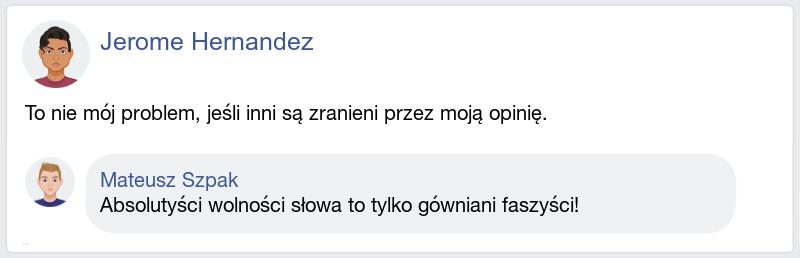 Jerome Hernandez
To nie mój problem, jeśli inni są zranieni przez moją opinię.
Mateusz Szpak
Absolutyści wolności słowa to tylko gówniani faszyści!